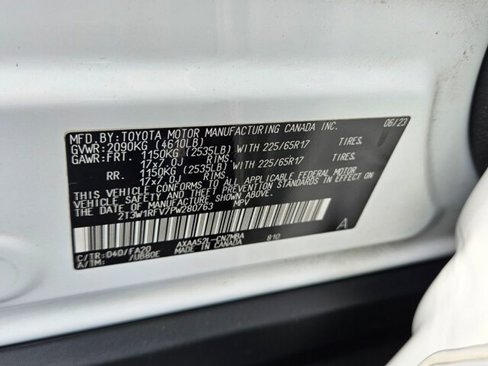 MFD.BY:TOYOTA MOTOR MANUFACTURING CANADA INC. 06/23
GVWR: 2090KG (4610LB)
GAWR:FRT. 1150KG (2535LB) WITH 225/65R17 TIRES.
17x7.0J RIMS.
RR. 1150KG (2535LB) WITH 225/65R17 TIRES.
17x7.0J RIMS.
THIS VEHICLE CONFORMS TO ALL APPLICABLE FEDERAL MOTOR
VEHICLE SAFETY AND THEFT PREVENTION STANDARDS IN EFFECT ON
THE DATE OF MANUFACTURE SHOWN ABOVE.
2T3W1RFV7PW280763 MPV
A
C/TR:040/FA20 AXAA52L-CNZMBA 810
A/TM: /UB80E MADE IN CANADA